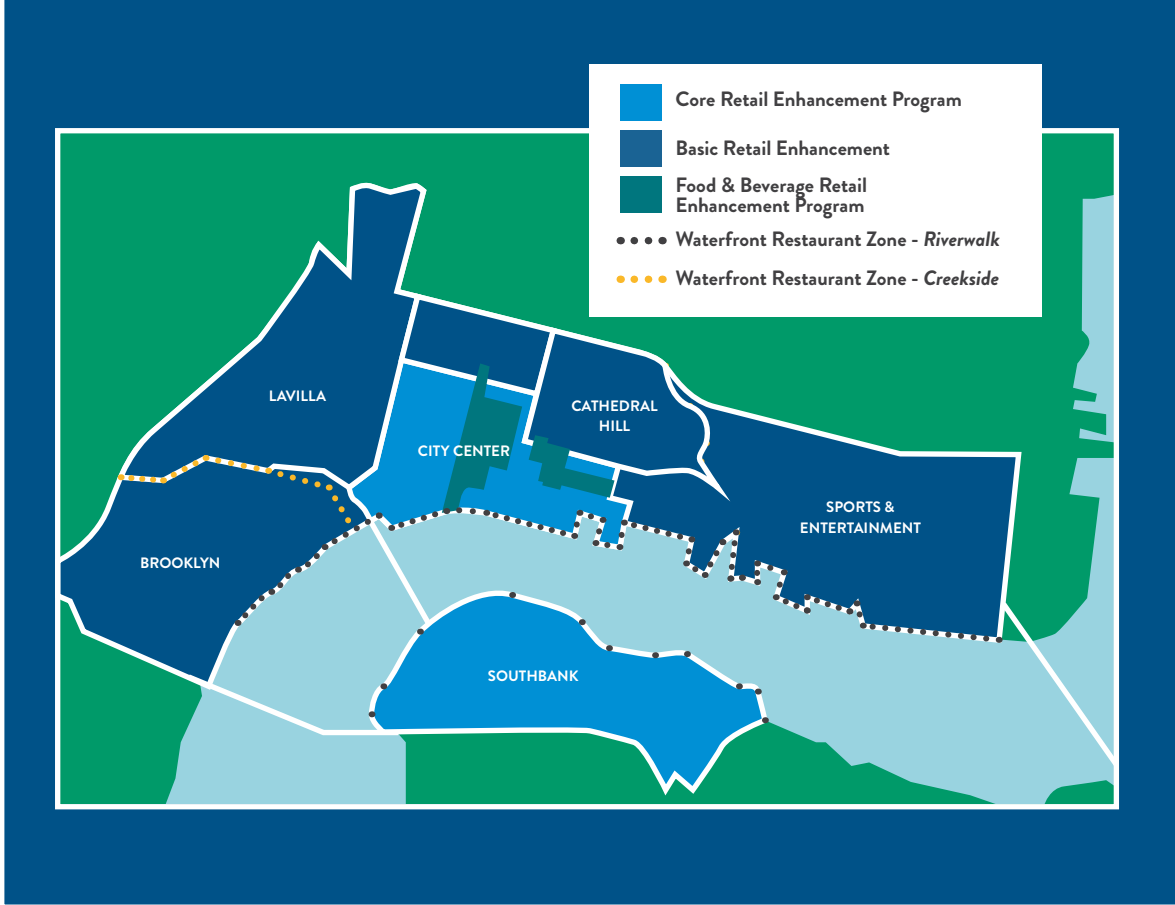 Core Retail Enhancement Program
Basic Retail Enhancement
Food & Beverage Retail
Enhancement Program
Waterfront Restaurant Zone - Riverwalk
Waterfront Restaurant Zone - Creekside
LAVILLA
CATHEDRAL
HILL
CITY CENTER
SPORTS &
ENTERTAINMENT
BROOKLYN
SOUTHBANK